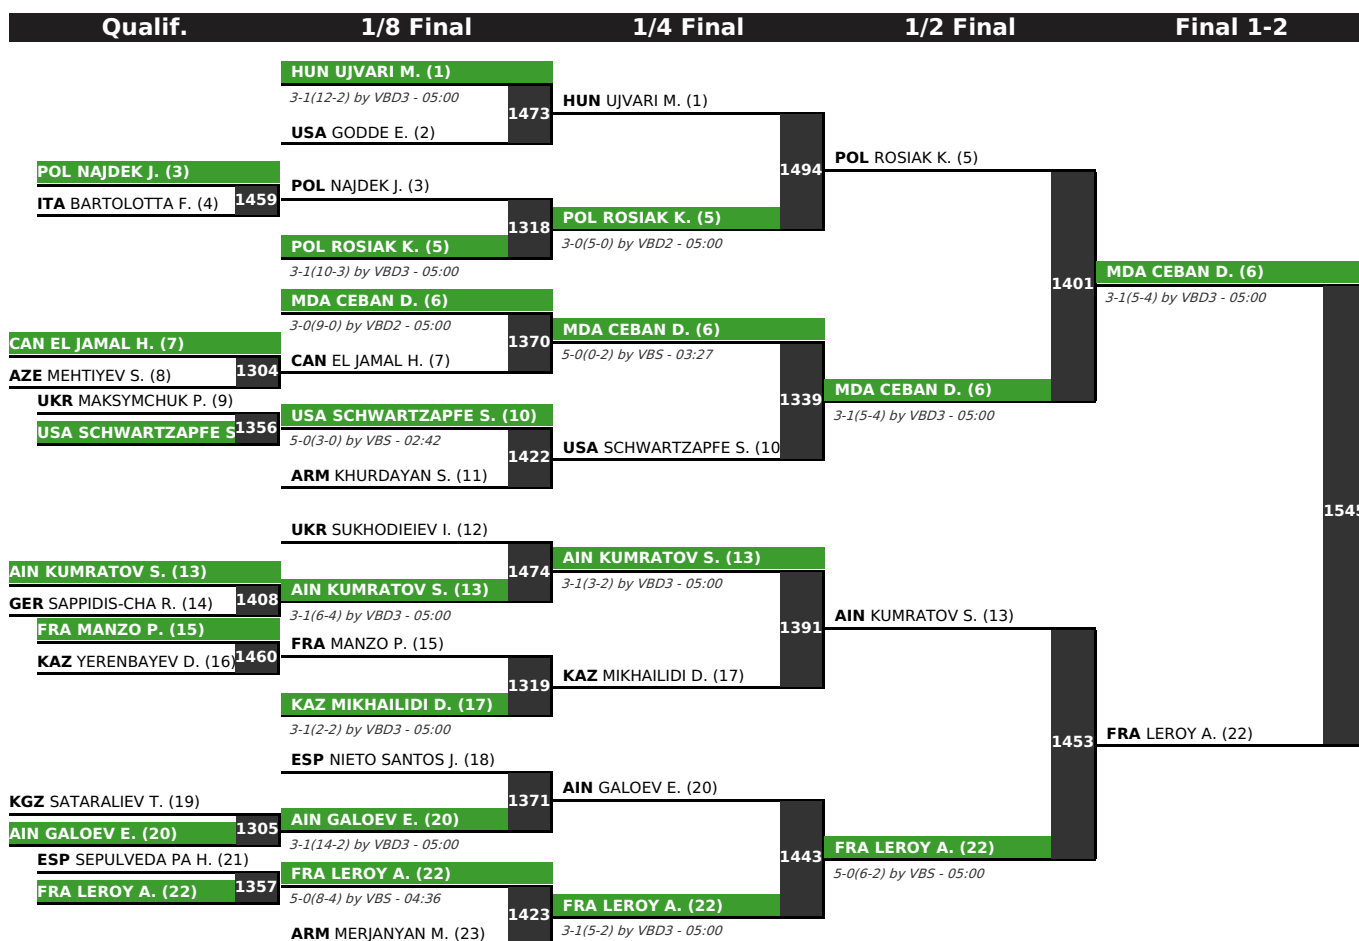 Qualif. 1/8 Final 1/4 Final 1/2 Final Final 1-2
HUN UJVARI M. (1)
3-1(12-2) by VBD3 - 05:00
1473
USA GODDE E. (2)
HUN UJVARI M. (1)
POL NAJDEK J. (3)
ITA BARTOLOTTA F. (4)
1459
POL NAJDEK J. (3)
1318
POL ROSIAK K. (5)
3-1(10-3) by VBD3 - 05:00
1494
POL ROSIAK K. (5)
3-0(5-0) by VBD2 - 05:00
POL ROSIAK K. (5)
MDA CEBAN D. (6)
3-0(9-0) by VBD2 - 05:00
1370
CAN EL JAMAL H. (7)
CAN EL JAMAL H. (7)
AZE MEHTIYEV S. (8)
1304
UKR MAKSYMCHUK P. (9)
USA SCHWARTZAPFE S
1356
MDA CEBAN D. (6)
5-0(0-2) by VBS - 03:27
1339
USA SCHWARTZAPFE S. (10)
5-0(3-0) by VBS - 02:42
1422
ARM KHURDAYAN S. (11)
USA SCHWARTZAPFE S. (10
MDA CEBAN D. (6)
3-1(5-4) by VBD3 - 05:00
1401
MDA CEBAN D. (6)
3-1(5-4) by VBD3 - 05:00
1545
UKR SUKHODIEIEV I. (12)
1474
AIN KUMRATOV S. (13)
GER SAPPIDIS-CHA R. (14)
1408
AIN KUMRATOV S. (13)
3-1(6-4) by VBD3 - 05:00
AIN KUMRATOV S. (13)
3-1(3-2) by VBD3 - 05:00
1391
FRA MANZO P. (15)
KAZ YERENBAYEV D. (16)
1460
FRA MANZO P. (15)
1319
KAZ MIKHAILIDI D. (17)
3-1(2-2) by VBD3 - 05:00
KAZ MIKHAILIDI D. (17)
AIN KUMRATOV S. (13)
1453
FRA LEROY A. (22)
ESP NIETO SANTOS J. (18)
1371
KGZ SATARALIEV T. (19)
AIN GALOEV E. (20)
1305
AIN GALOEV E. (20)
3-1(14-2) by VBD3 - 05:00
AIN GALOEV E. (20)
1443
ESP SEPULVEDA PA H. (21)
FRA LEROY A. (22)
1357
FRA LEROY A. (22)
5-0(8-4) by VBS - 04:36
1423
ARM MERJANYAN M. (23)
FRA LEROY A. (22)
3-1(5-2) by VBD3 - 05:00
FRA LEROY A. (22)
5-0(6-2) by VBS - 05:00